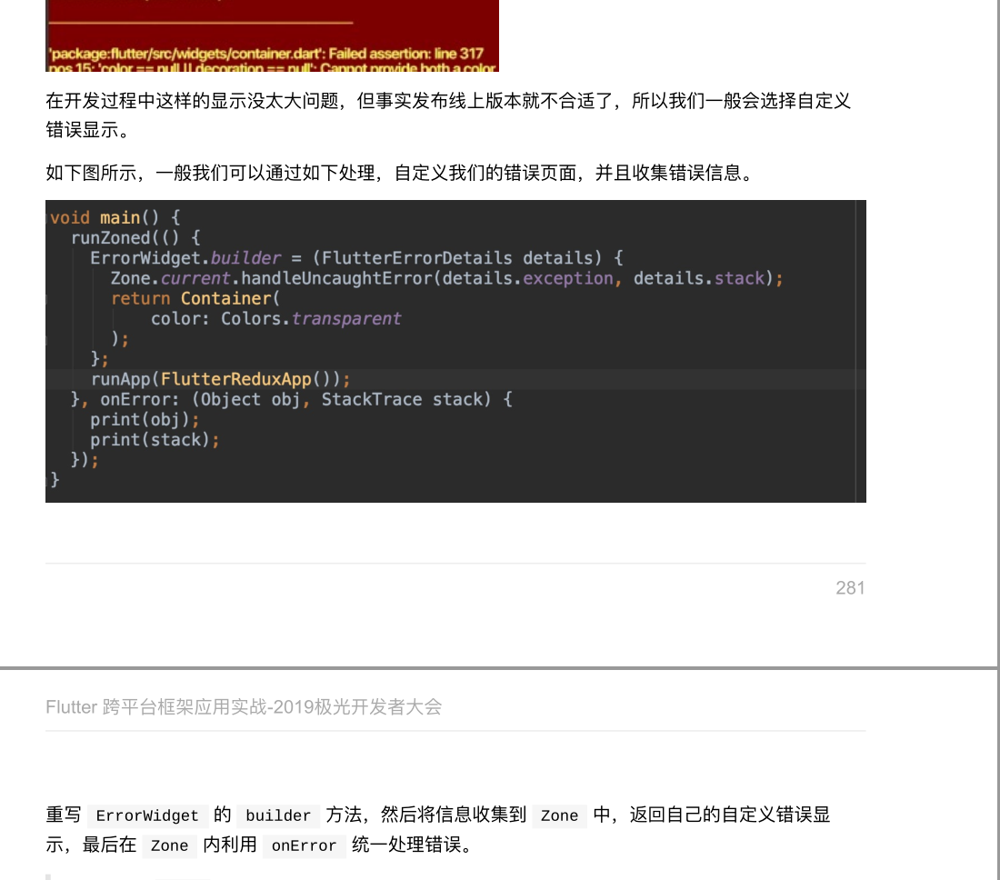 'package:flutter/src/widgets/container.dart': Failed assertion: line 317
pos 15: 'color == null || decoration == null': Cannot provide both a color
在开发过程中这样的显示没太大问题，但事实发布线上版本就不合适了，所以我们一般会选择自定义
错误显示。
如下图所示，一般我们可以通过如下处理，自定义我们的错误页面，并且收集错误信息。
void main() {
  runZoned(() {
    ErrorWidget.builder = (FlutterErrorDetails details) {
      Zone.current.handleUncaughtError(details.exception, details.stack);
      return Container(
          color: Colors.transparent
      );
    };
    runApp(FlutterReduxApp());
  }, onError: (Object obj, StackTrace stack) {
    print(obj);
    print(stack);
  });
}
281
Flutter 跨平台框架应用实战-2019极光开发者大会
重写 ErrorWidget 的 builder 方法，然后将信息收集到 Zone 中，返回自己的自定义错误显
示，最后在 Zone 内利用 onError 统一处理错误。